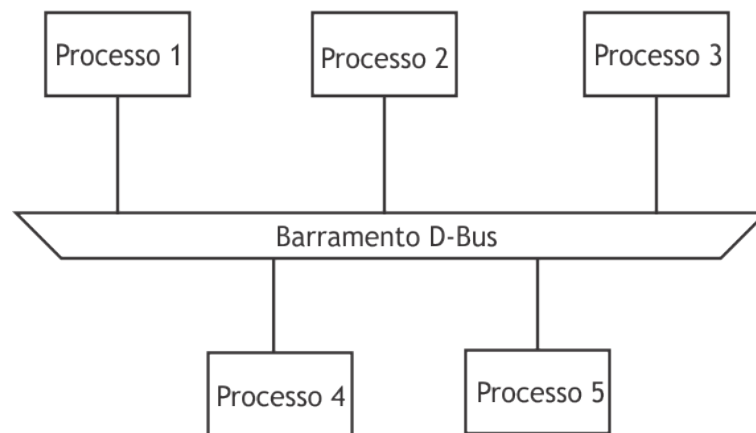 Processo 1
Processo 2
Processo 3
Barramento D-Bus
Processo 4
Processo 5